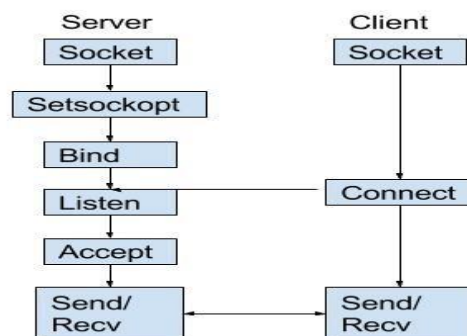 Server
Socket
Setsockopt
Bind
Listen
Accept
Send/
Recv
Client
Socket
Connect
Send/
Recv